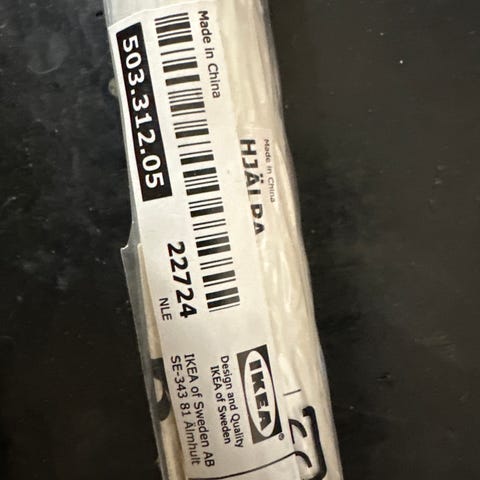 Made in China
503.312.05
22724
NLE
Made in China
HJÄLPA
IKEA®
Design and Quality
IKEA of Sweden
IKEA of Sweden AB
SE-343 81 Älmhult